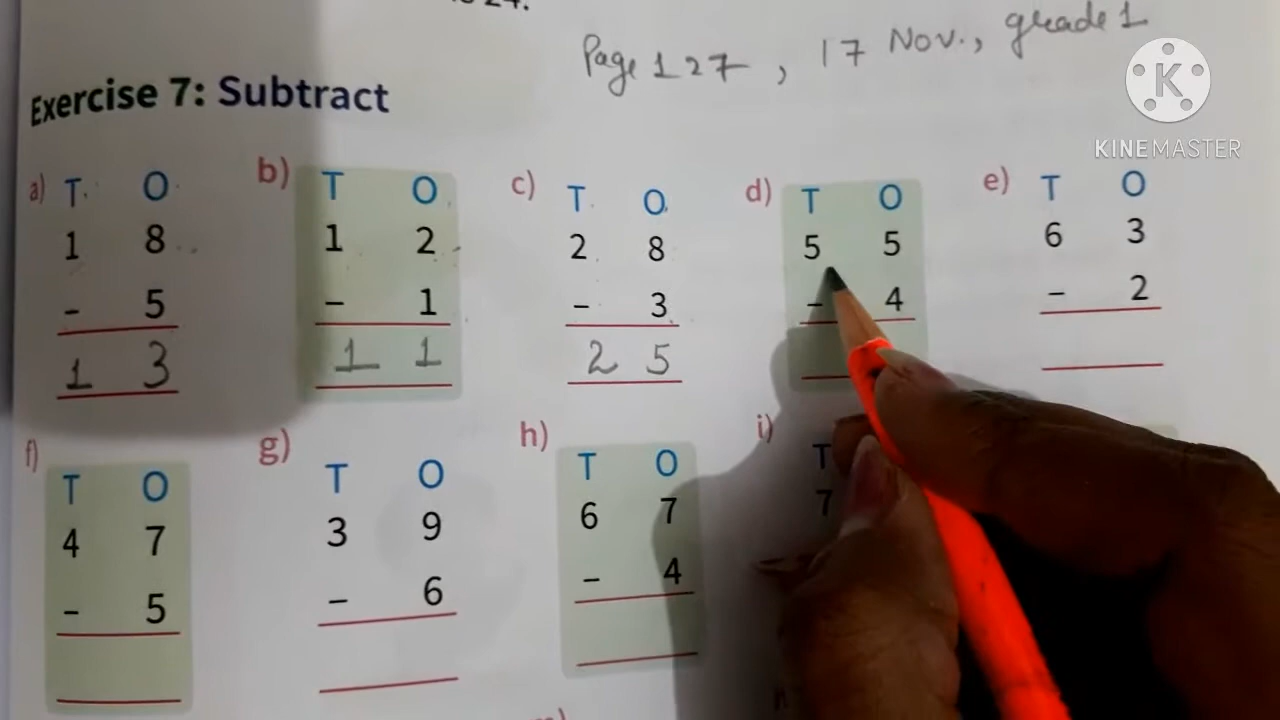 24.
Page 127, 17 Nov., grade 1
KINEMASTER
Exercise 7: Subtract
a) T O
1 8
- 5
1 3
b) T O
1 2
- 1
1 1
c) T O
2 8
- 3
2 5
d) T O
5 5
- 4
e) T O
6 3
- 2
f) T O
4 7
- 5
g) T O
3 9
- 6
h) T O
6 7
- 4
i) T
7